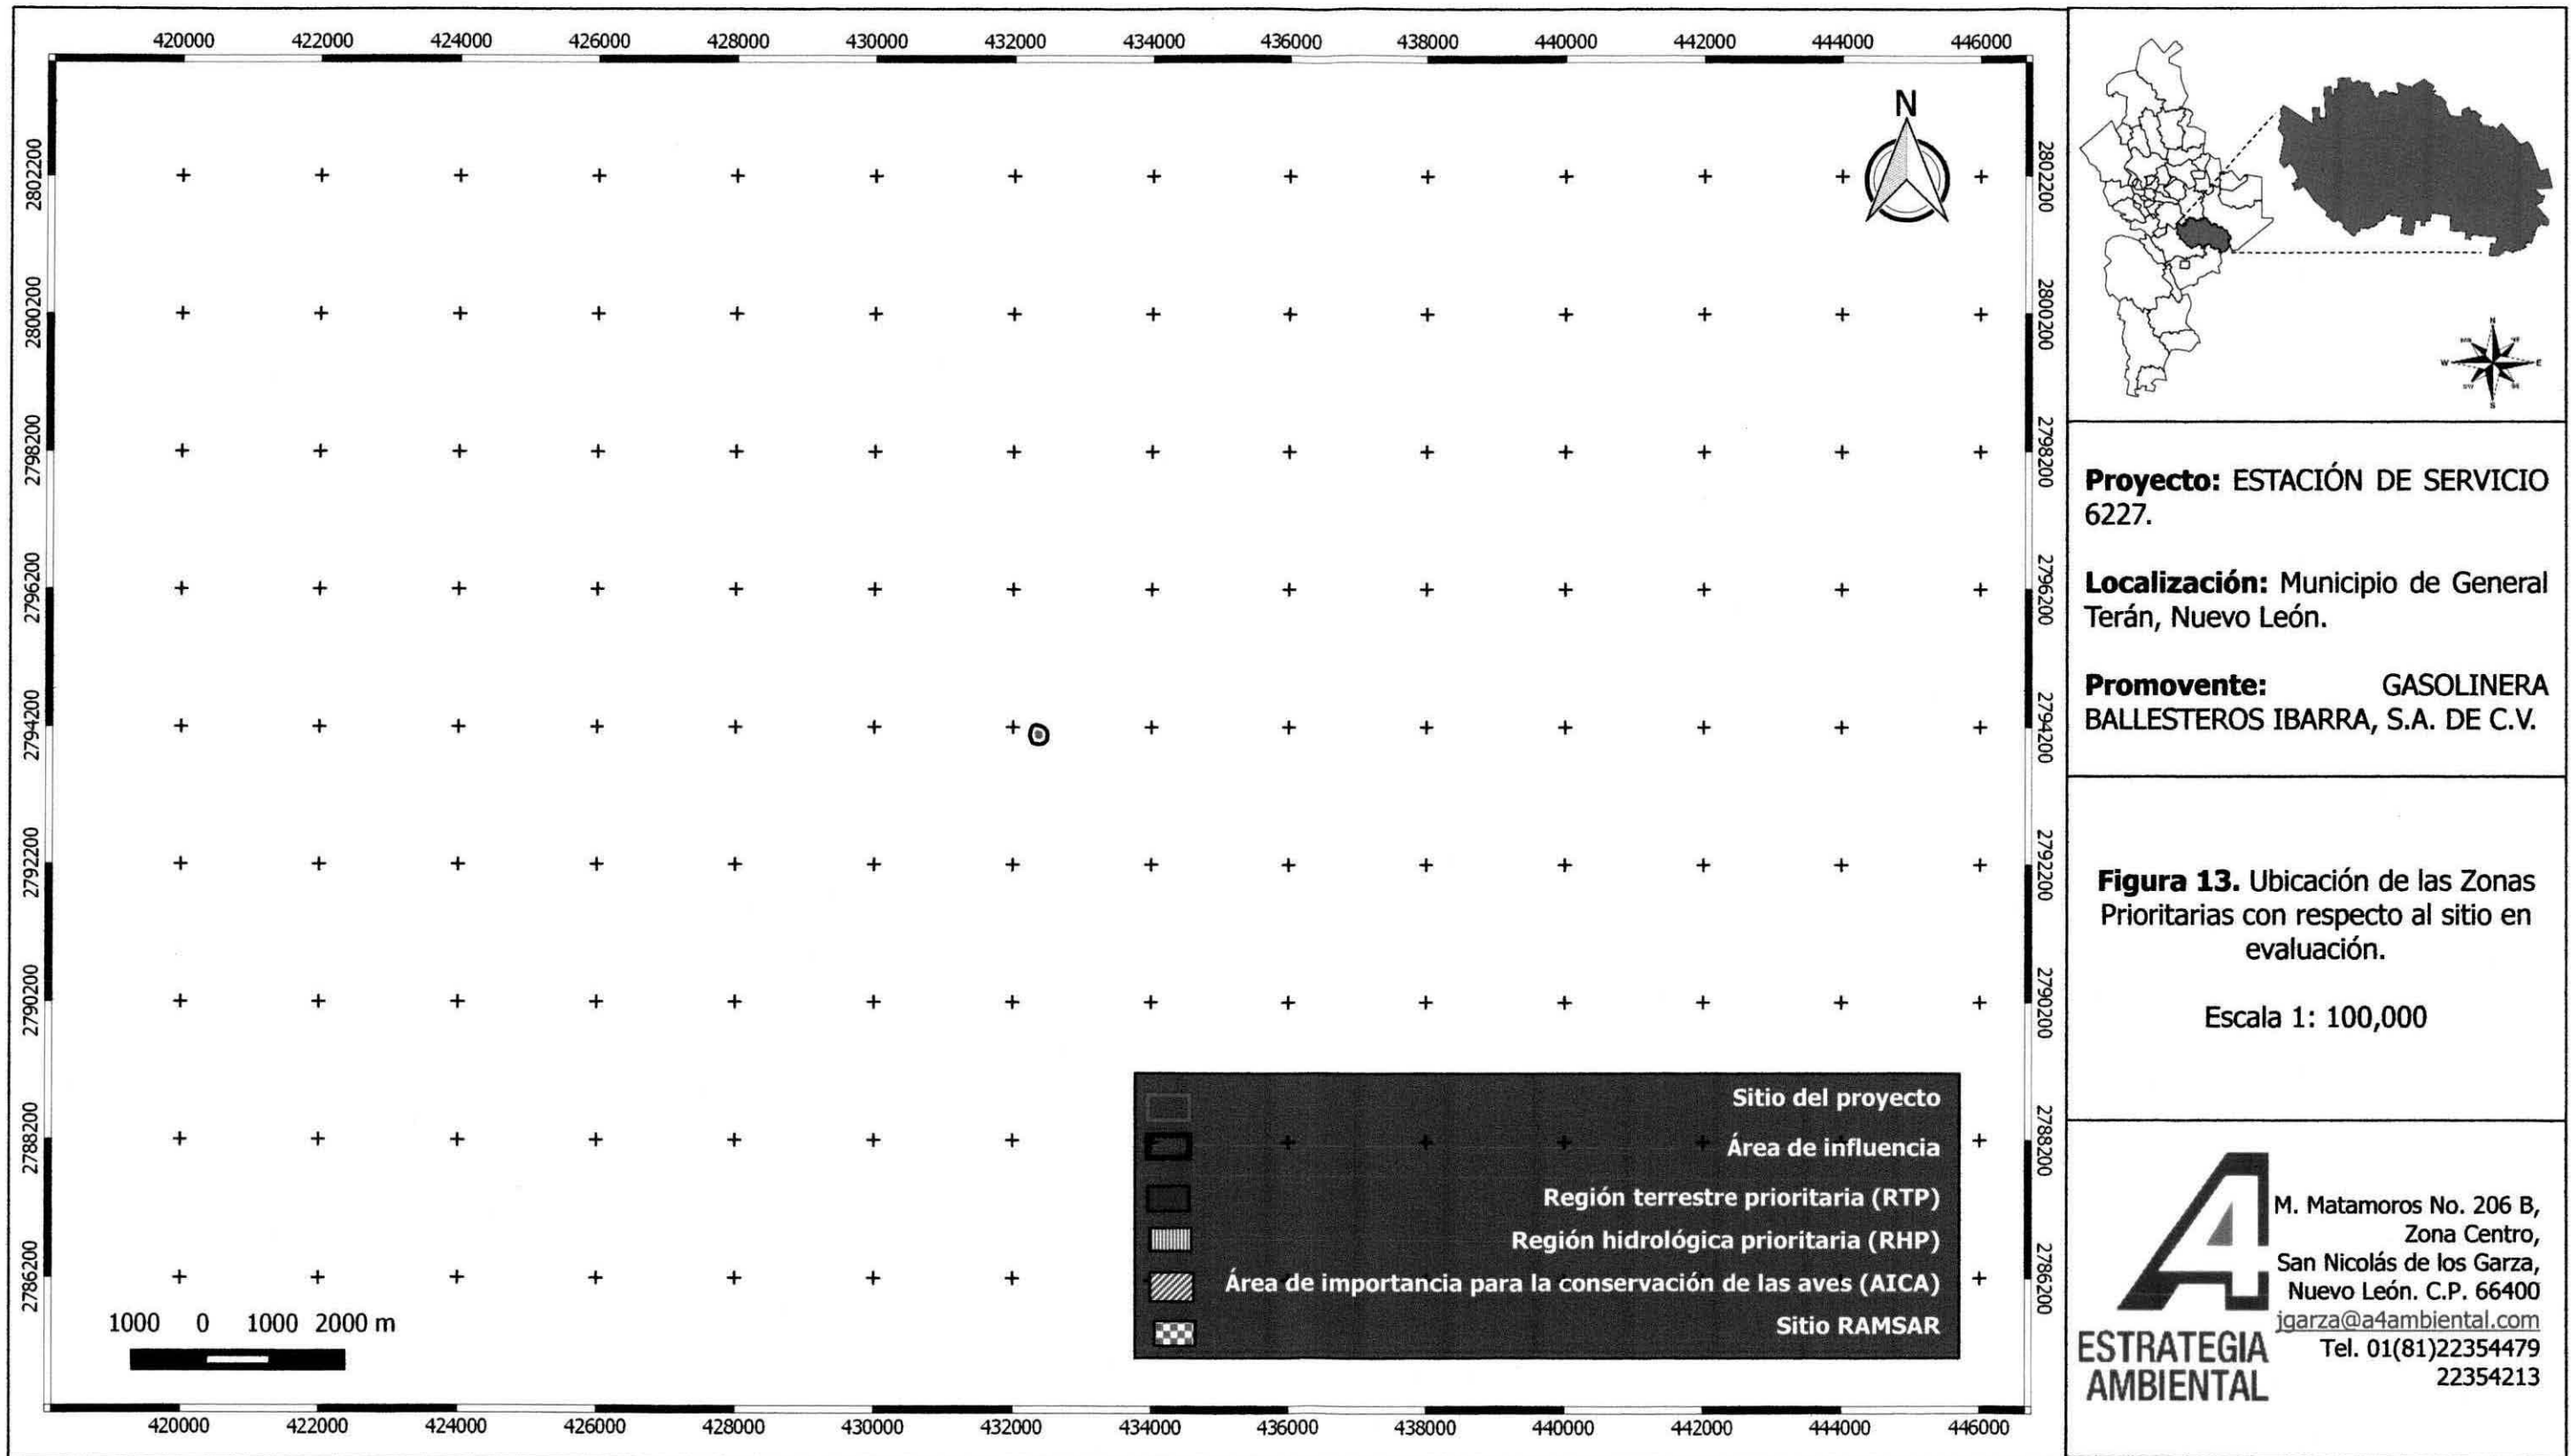 420000 422000 424000 426000 428000 430000 432000 434000 436000 438000 440000 442000 444000 446000
2802200
2800200
2798200
2796200
2794200
2792200
2790200
2788200
2786200
N
2802200
2800200
2798200
2796200
2794200
2792200
2790200
2788200
2786200
1000 0 1000 2000 m
Sitio del proyecto
Área de influencia
Región terrestre prioritaria (RTP)
Región hidrológica prioritaria (RHP)
Área de importancia para la conservación de las aves (AICA)
Sitio RAMSAR
420000 422000 424000 426000 428000 430000 432000 434000 436000 438000 440000 442000 444000 446000
N
W E
S
Proyecto: ESTACIÓN DE SERVICIO
6227.
Localización: Municipio de General
Terán, Nuevo León.
Promovente: GASOLINERA
BALLESTEROS IBARRA, S.A. DE C.V.
Figura 13. Ubicación de las Zonas
Prioritarias con respecto al sitio en
evaluación.
Escala 1: 100,000
A4
ESTRATEGIA
AMBIENTAL
M. Matamoros No. 206 B,
Zona Centro,
San Nicolás de los Garza,
Nuevo León. C.P. 66400
jgarza@a4ambiental.com
Tel. 01(81)22354479
22354213